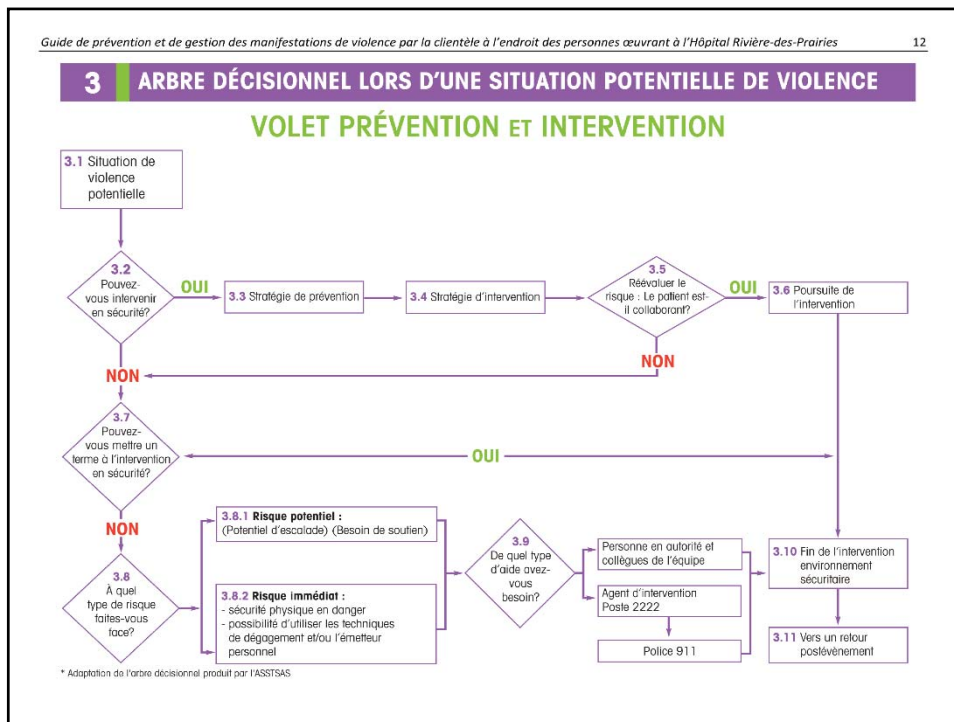 Guide de prévention et de gestion des manifestations de violence par la clientèle à l'endroit des personnes œuvrant à l'Hôpital Rivière-des-Prairies 12
3 ARBRE DÉCISIONNEL LORS D'UNE SITUATION POTENTIELLE DE VIOLENCE
VOLET PRÉVENTION ET INTERVENTION
3.1 Situation de
violence
potentielle
3.2
Pouvez-
vous intervenir
en sécurité?
OUI
3.3 Stratégie de prévention
3.4 Stratégie d'intervention
3.5
Réévaluer le
risque : Le patient est-
il collaborant?
OUI
3.6 Poursuite de
l'intervention
NON
NON
3.7
Pouvez-
vous mettre un
terme à l'intervention
en sécurité?
OUI
NON
3.8
À quel
type de risque
faites-vous
face?
3.8.1 Risque potentiel :
(Potentiel d'escalade) (Besoin de soutien)
3.8.2 Risque immédiat :
- sécurité physique en danger
- possibilité d'utiliser les techniques
de dégagement et/ou l'émetteur
personnel
3.9
De quel type
d'aide avez-
vous
besoin?
Personne en autorité et
collègues de l'équipe
Agent d'intervention
Poste 2222
Police 911
3.10 Fin de l'intervention
environnement
sécuritaire
3.11 Vers un retour
postévènement
* Adaptation de l'arbre décisionnel produit par l'ASSTSAS